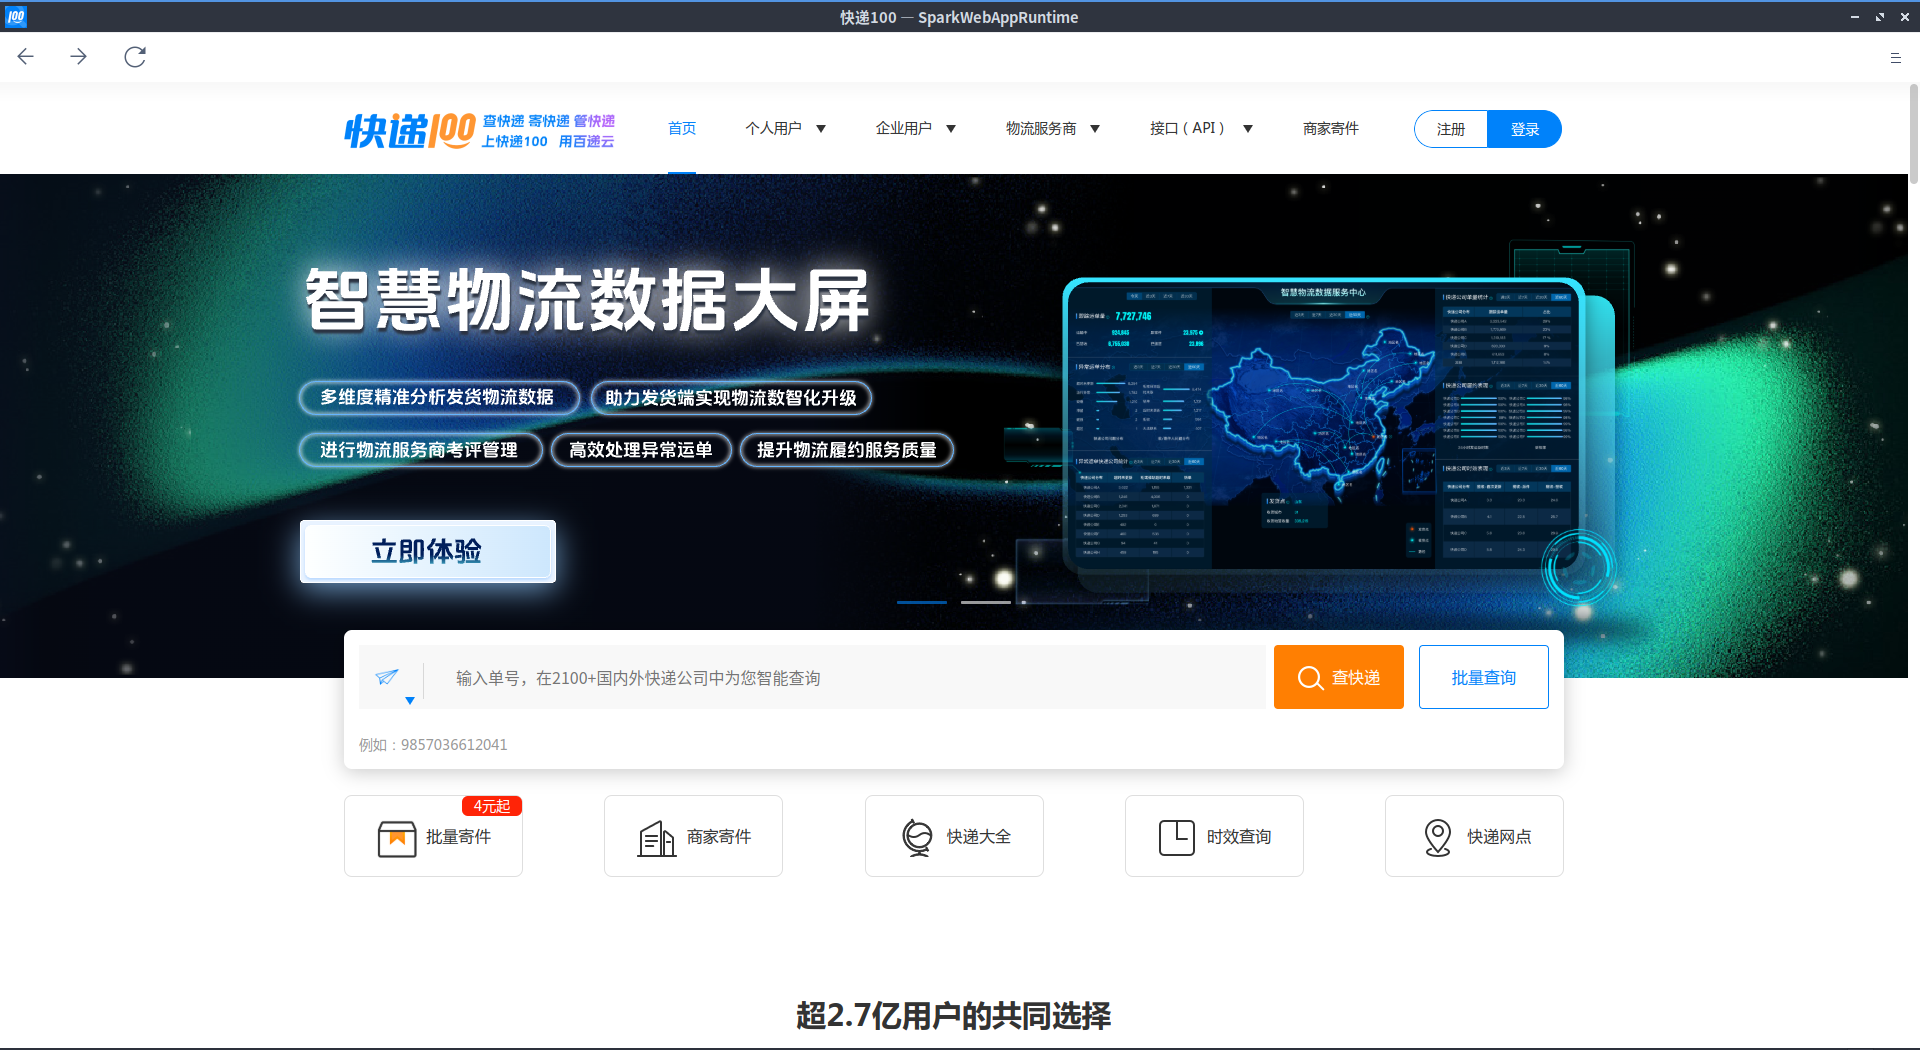 快递100 — SparkWebAppRuntime
快递100
查快递 寄快递 管快递
上快递100 用百递云
首页
个人用户 ▼
企业用户 ▼
物流服务商 ▼
接口 ( API ) ▼
商家寄件
注册
登录
智慧物流数据大屏
多维度精准分析发货物流数据
助力发货端实现物流数智化升级
进行物流服务商考评管理
高效处理异常运单
提升物流履约服务质量
立即体验
智慧物流数据服务中心
7,727,746
输入单号，在2100+国内外快递公司中为您智能查询
查快递
批量查询
例如：9857036612041
4元起
批量寄件
商家寄件
快递大全
时效查询
快递网点
超2.7亿用户的共同选择